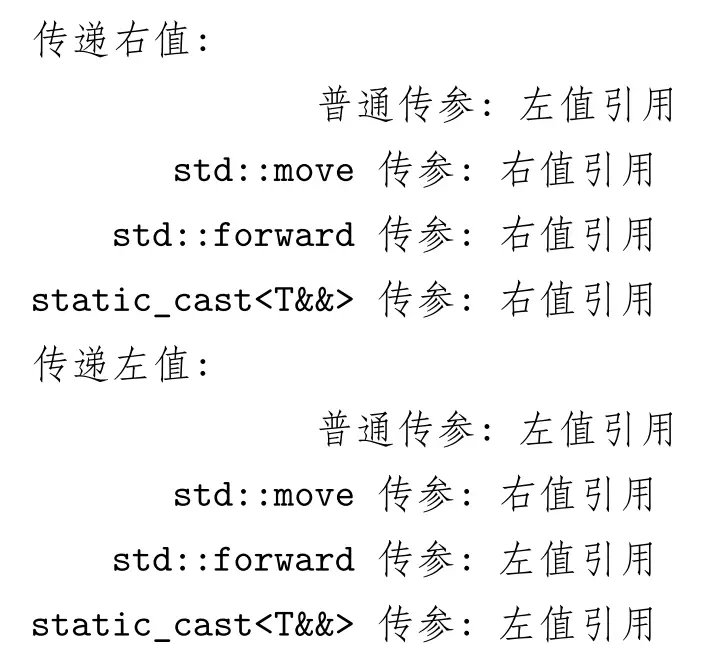 传递右值:
普通传参: 左值引用
std::move 传参: 右值引用
std::forward 传参: 右值引用
static_cast<T&&> 传参: 右值引用
传递左值:
普通传参: 左值引用
std::move 传参: 右值引用
std::forward 传参: 左值引用
static_cast<T&&> 传参: 左值引用